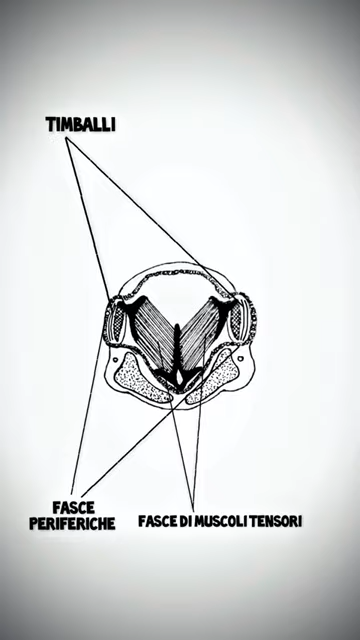 TIMBALLI
FASCE
PERIFERICHE
FASCE DI MUSCOLI TENSORI